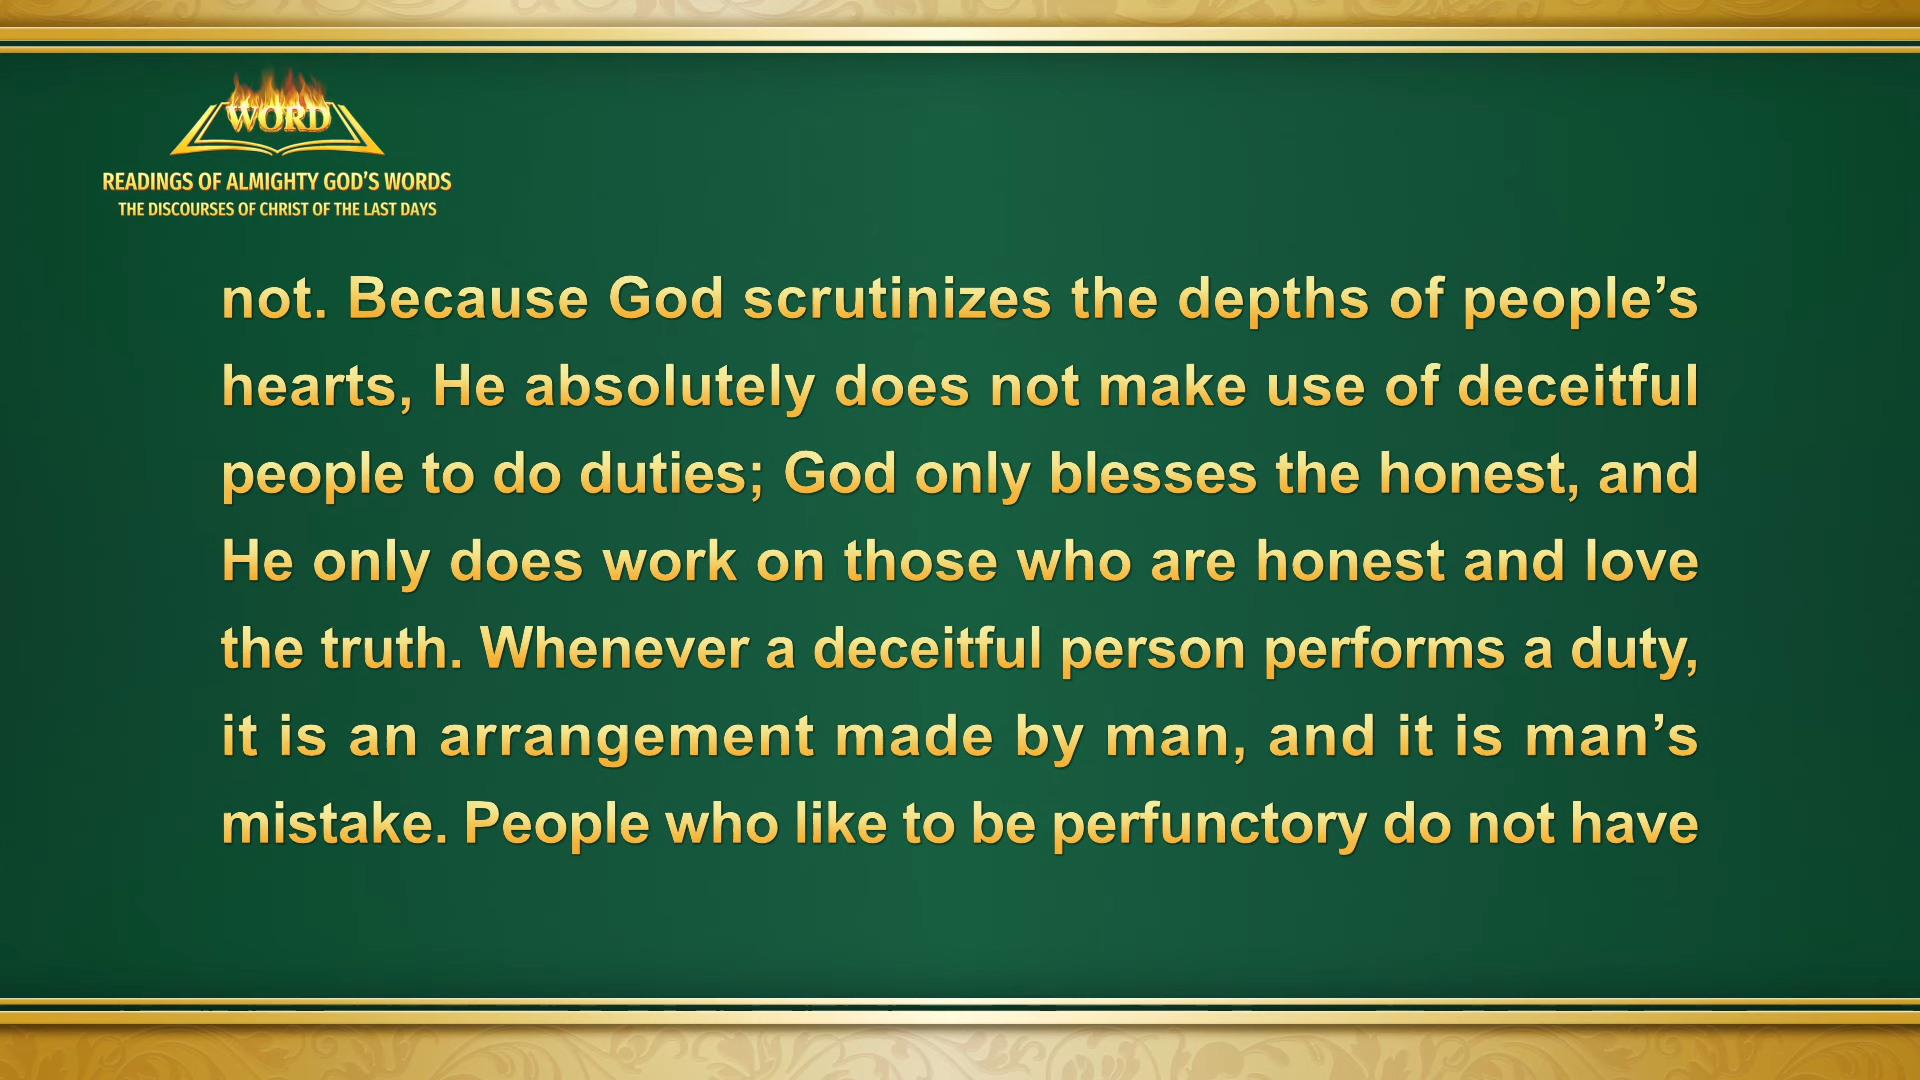 WORD
READINGS OF ALMIGHTY GOD’S WORDS
THE DISCOURSES OF CHRIST OF THE LAST DAYS
not. Because God scrutinizes the depths of people’s
hearts, He absolutely does not make use of deceitful
people to do duties; God only blesses the honest, and
He only does work on those who are honest and love
the truth. Whenever a deceitful person performs a duty,
it is an arrangement made by man, and it is man’s
mistake. People who like to be perfunctory do not have